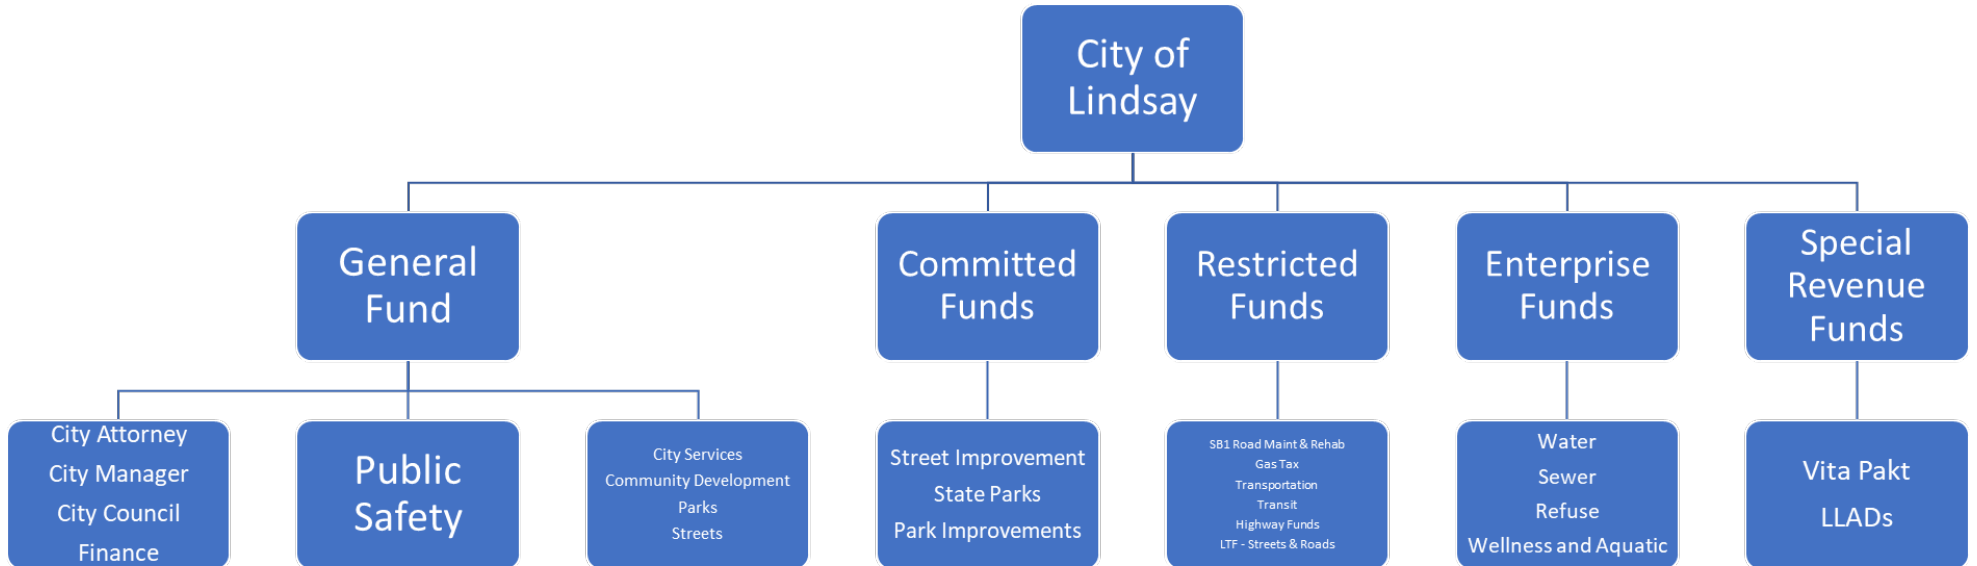 City of
Lindsay
General
Fund
Committed
Funds
Restricted
Funds
Enterprise
Funds
Special
Revenue
Funds
City Attorney
City Manager
City Council
Finance
Public
Safety
City Services
Community Development
Parks
Streets
Street Improvement
State Parks
Park Improvements
SB1 Road Maint & Rehab
Gas Tax
Transportation
Transit
Highway Funds
LTF - Streets & Roads
Water
Sewer
Refuse
Wellness and Aquatic
Vita Pakt
LLADs